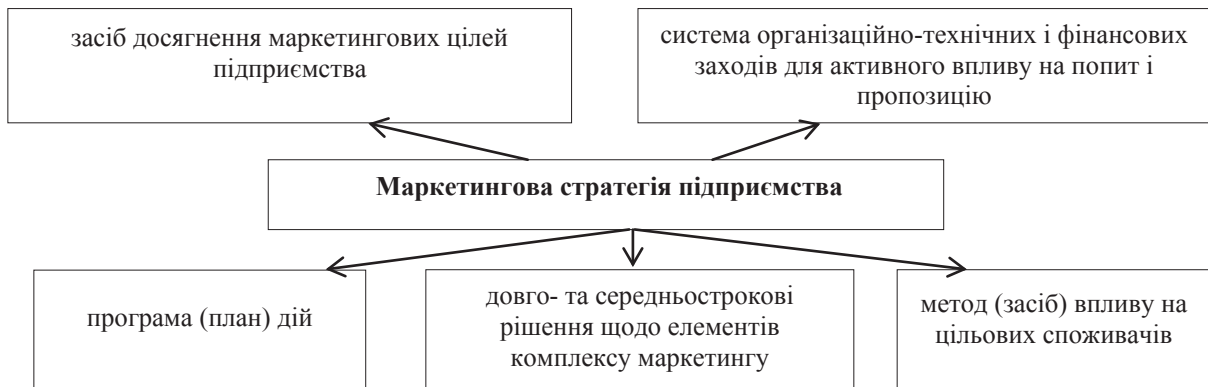 засіб досягнення маркетингових цілей
підприємства
система організаційно-технічних і фінансових
заходів для активного впливу на попит і
пропозицію
Маркетингова стратегія підприємства
програма (план) дій
довго- та середньострокові
рішення щодо елементів
комплексу маркетингу
метод (засіб) впливу на
цільових споживачів